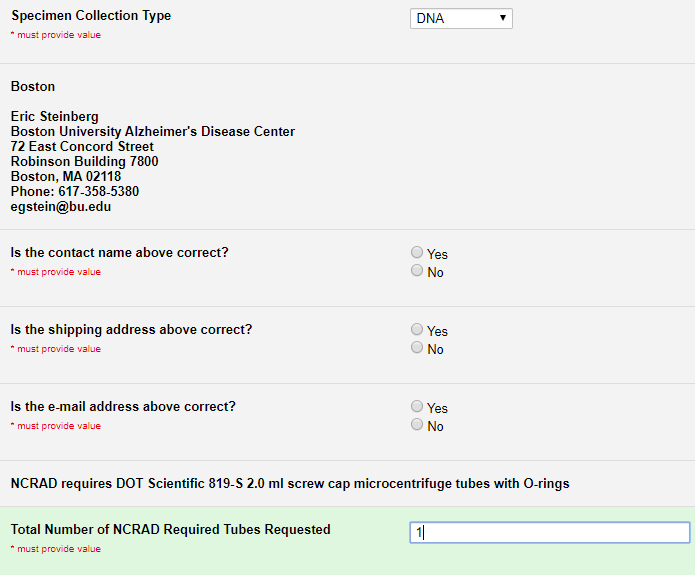 Specimen Collection Type
DNA
* must provide value
Boston
Eric Steinberg
Boston University Alzheimer's Disease Center
72 East Concord Street
Robinson Building 7800
Boston, MA 02118
Phone: 617-358-5380
egstein@bu.edu
Is the contact name above correct?
* must provide value
Yes
No
Is the shipping address above correct?
* must provide value
Yes
No
Is the e-mail address above correct?
* must provide value
Yes
No
NCRAD requires DOT Scientific 819-S 2.0 ml screw cap microcentrifuge tubes with O-rings
Total Number of NCRAD Required Tubes Requested
* must provide value
1